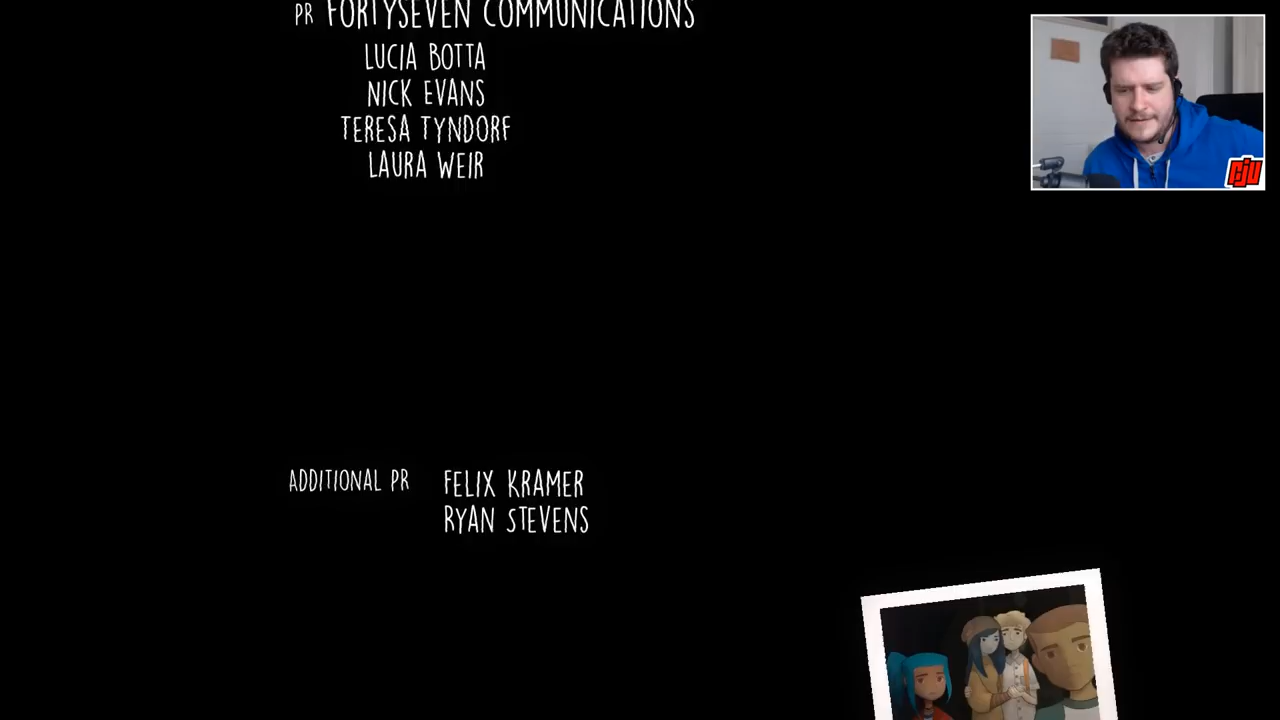 PR FORTYSEVEN COMMUNICATIONS
LUCIA BOTTA
NICK EVANS
TERESA TYNDORF
LAURA WEIR
ADDITIONAL PR FELIX KRAMER
RYAN STEVENS